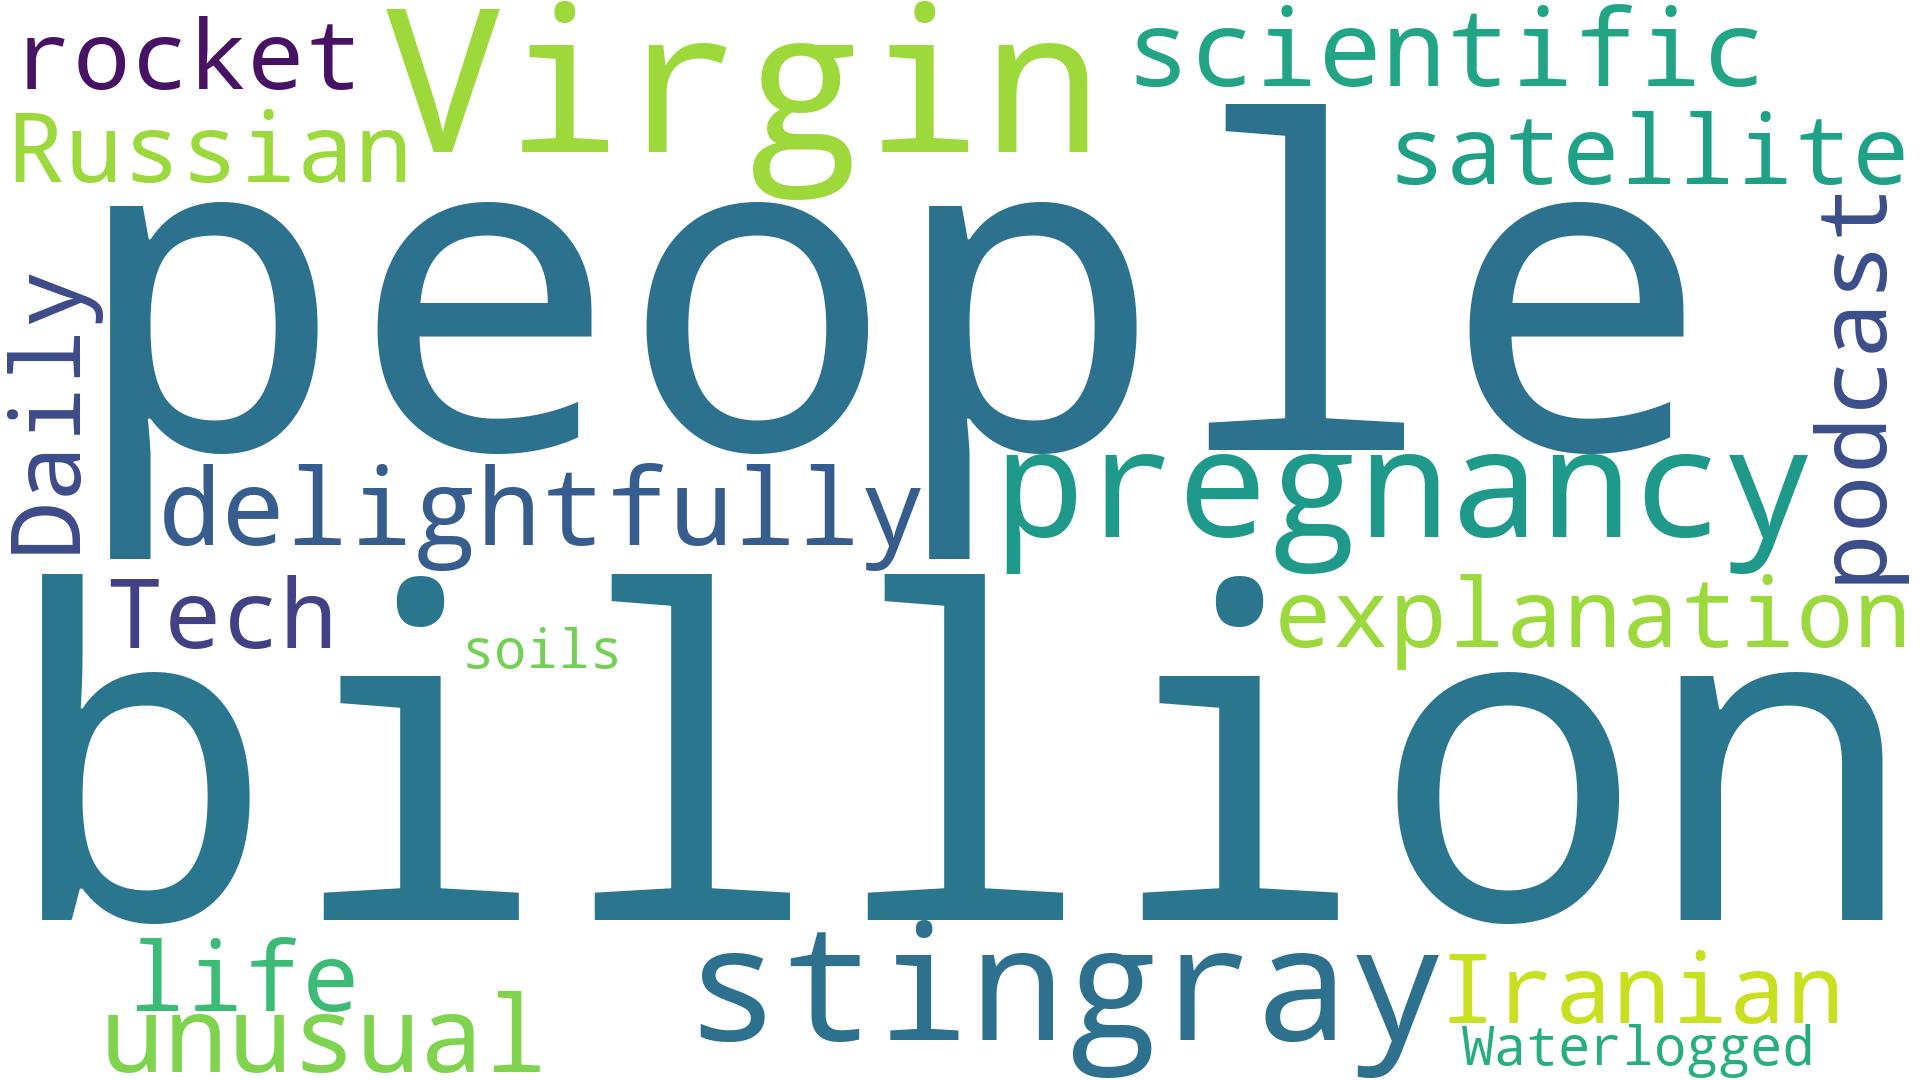 rocket
Virgin
scientific
Russian
satellite
people
Daily
podcast
delightfully
pregnancy
Tech
soils
explanation
billion
life
unusual
stingray
Iranian
Waterlogged